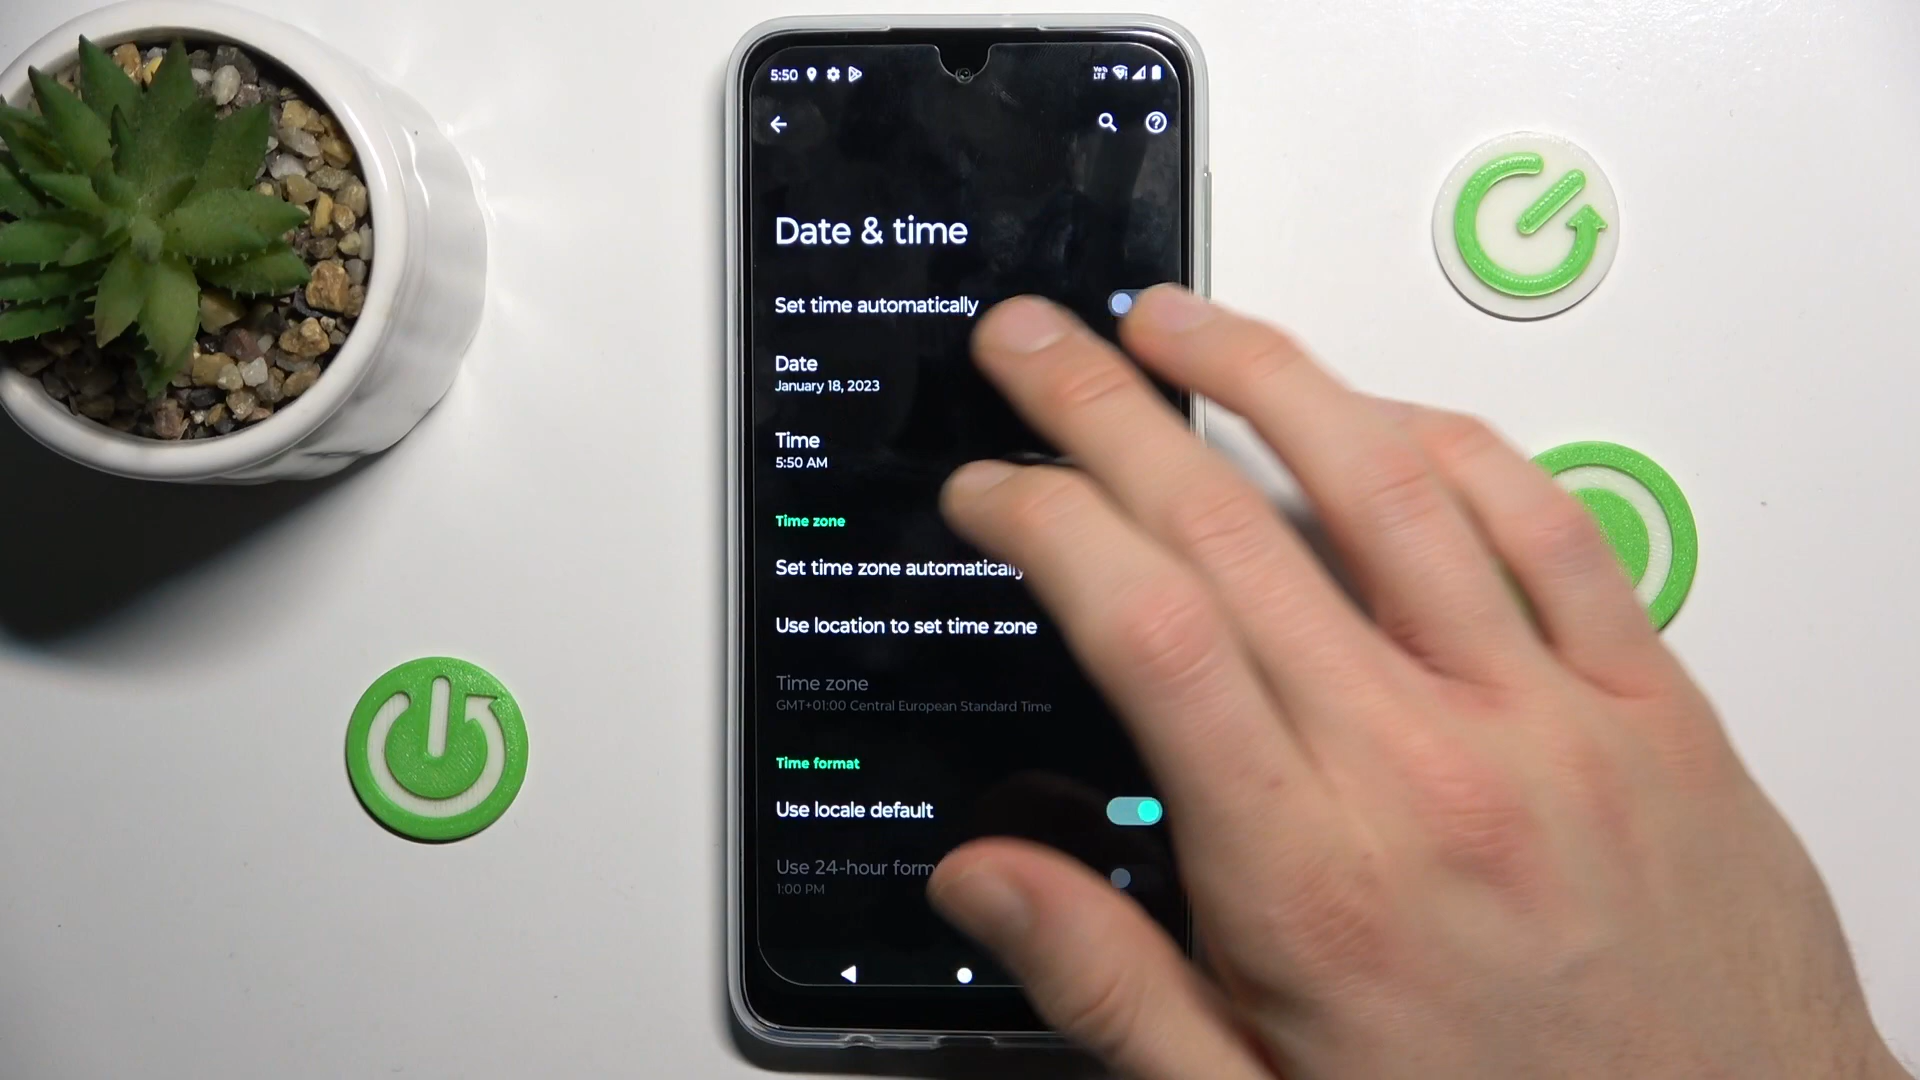 5:50
Vo)) LTE
Date & time
Set time automatically
Date
January 18, 2023
Time
5:50 AM
Time zone
Set time zone automatically
Use location to set time zone
Time zone
GMT+01:00 Central European Standard Time
Time format
Use locale default
Use 24-hour form
1:00 PM